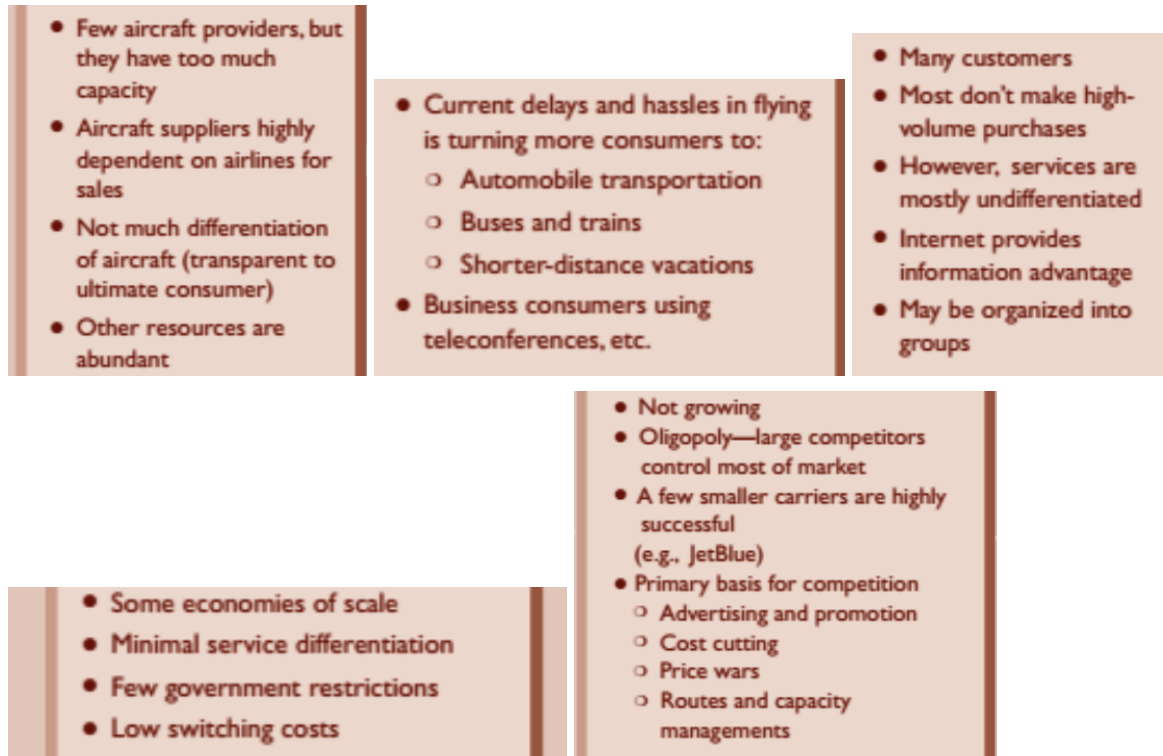 • Few aircraft providers, but
they have too much
capacity
• Aircraft suppliers highly
dependent on airlines for
sales
• Not much differentiation
of aircraft (transparent to
ultimate consumer)
• Other resources are
abundant
• Current delays and hassles in flying
is turning more consumers to:
○ Automobile transportation
○ Buses and trains
○ Shorter-distance vacations
• Business consumers using
teleconferences, etc.
• Many customers
• Most don't make high-
volume purchases
• However, services are
mostly undifferentiated
• Internet provides
information advantage
• May be organized into
groups
• Some economies of scale
• Minimal service differentiation
• Few government restrictions
• Low switching costs
• Not growing
• Oligopoly—large competitors
control most of market
• A few smaller carriers are highly
successful
(e.g., JetBlue)
• Primary basis for competition
○ Advertising and promotion
○ Cost cutting
○ Price wars
○ Routes and capacity
managements